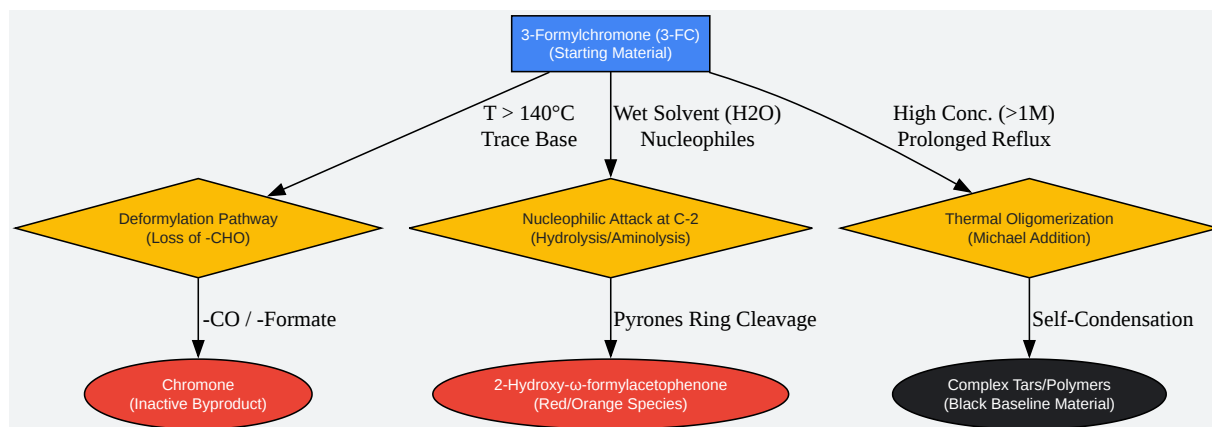 3-Formylchromone (3-FC)
(Starting Material)
T > 140°C
Trace Base
Wet Solvent (H2O)
Nucleophiles
High Conc. (>1M)
Prolonged Reflux
Deformylation Pathway
(Loss of -CHO)
Nucleophilic Attack at C-2
(Hydrolysis/Aminolysis)
Thermal Oligomerization
(Michael Addition)
-CO / -Formate
Pyrones Ring Cleavage
Self-Condensation
Chromone
(Inactive Byproduct)
2-Hydroxy-ω-formylacetophenone
(Red/Orange Species)
Complex Tars/Polymers
(Black Baseline Material)